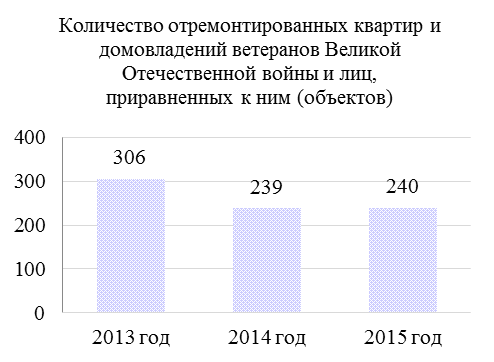 Количество отремонтированных квартир и
домовладений ветеранов Великой
Отечественной войны и лиц,
приравненных к ним (объектов)
400
306
300
239
240
200
100
0
2013 год
2014 год
2015 год